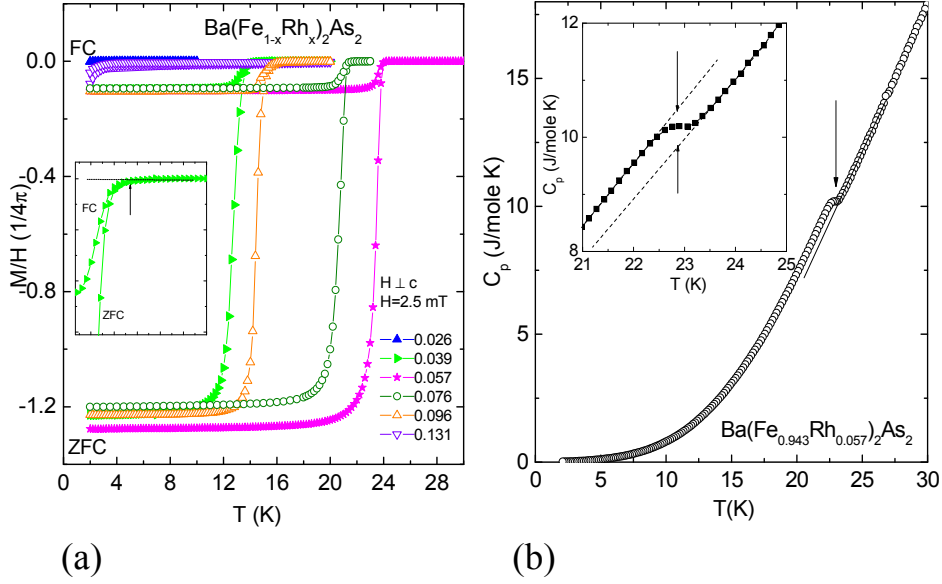 (a)
Ba(Fe1-xRhx)2As2
FC
0.0
-0.4
-0.8
-1.2
M/H (1/4π)
FC
ZFC
H ⊥ c
H=2.5 mT
0.026
0.039
0.057
0.076
0.096
0.131
ZFC
0 4 8 12 16 20 24 28
T (K)
(a)
(b)
15
10
5
0
Cp (J/mole K)
12
10
8
Cp (J/mole K)
21 22 23 24 25
T (K)
Ba(Fe0.943Rh0.057)2As2
0 5 10 15 20 25 30
T(K)
(b)